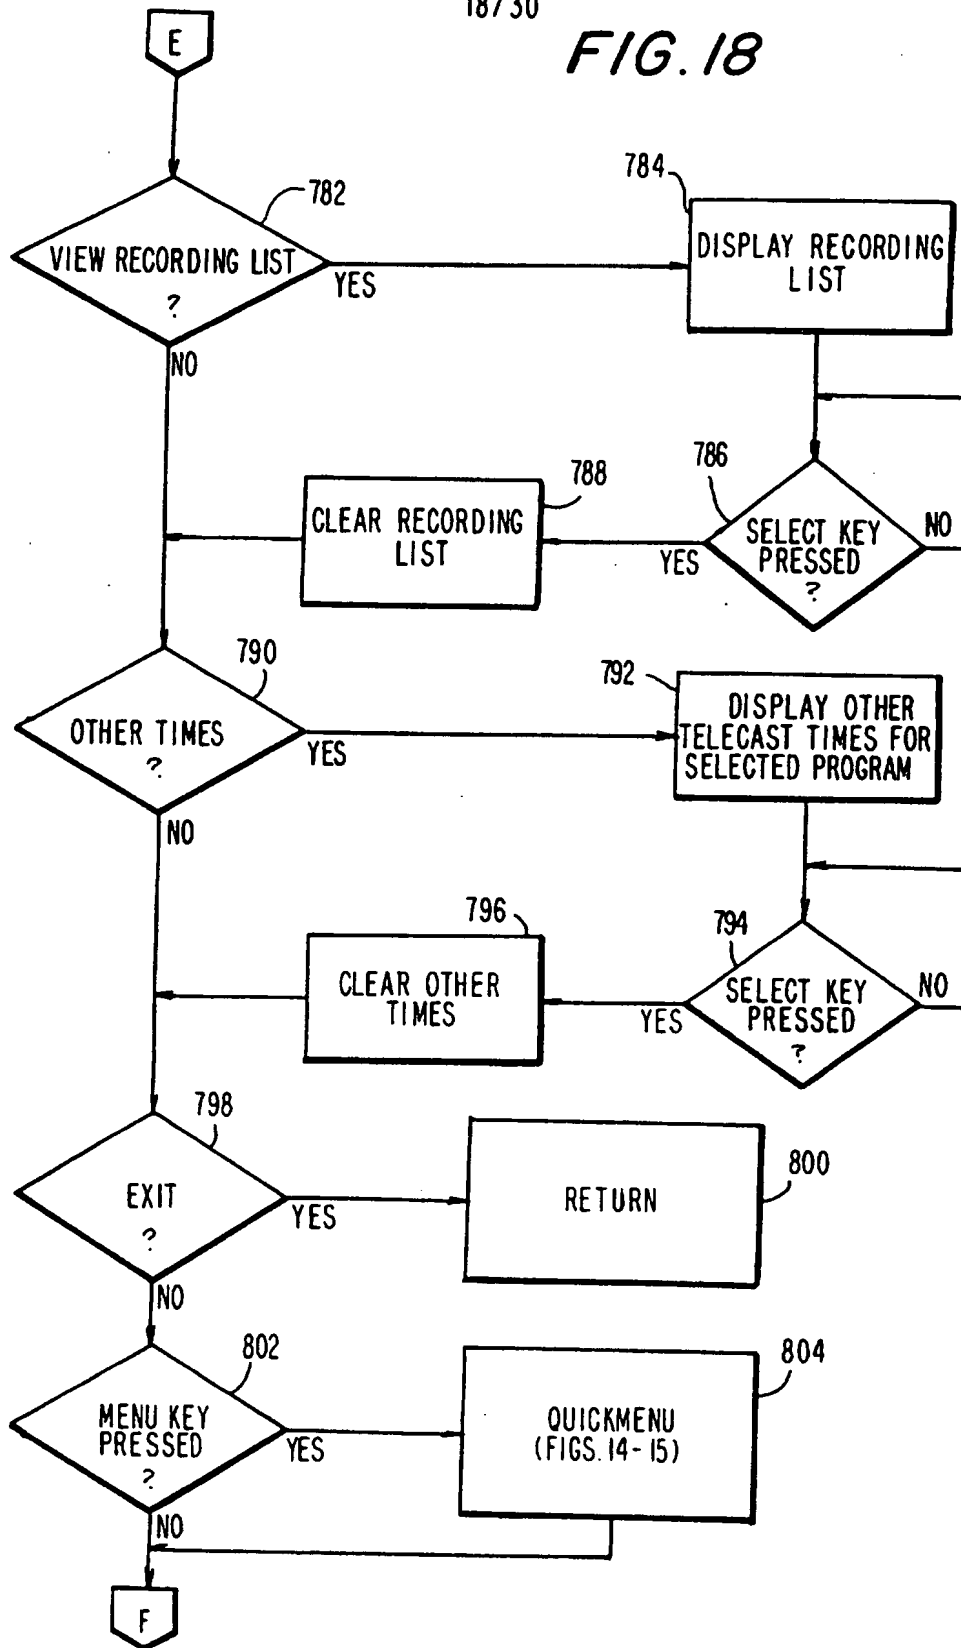 18/30
FIG. 18
E
782
VIEW RECORDING LIST
?
YES
NO
784
DISPLAY RECORDING
LIST
786
SELECT KEY
PRESSED
?
NO
YES
788
CLEAR RECORDING
LIST
790
OTHER TIMES
?
YES
NO
792
DISPLAY OTHER
TELECAST TIMES FOR
SELECTED PROGRAM
794
SELECT KEY
PRESSED
?
NO
YES
796
CLEAR OTHER
TIMES
798
EXIT
?
YES
NO
800
RETURN
802
MENU KEY
PRESSED
?
YES
NO
804
QUICKMENU
(FIGS. 14-15)
F